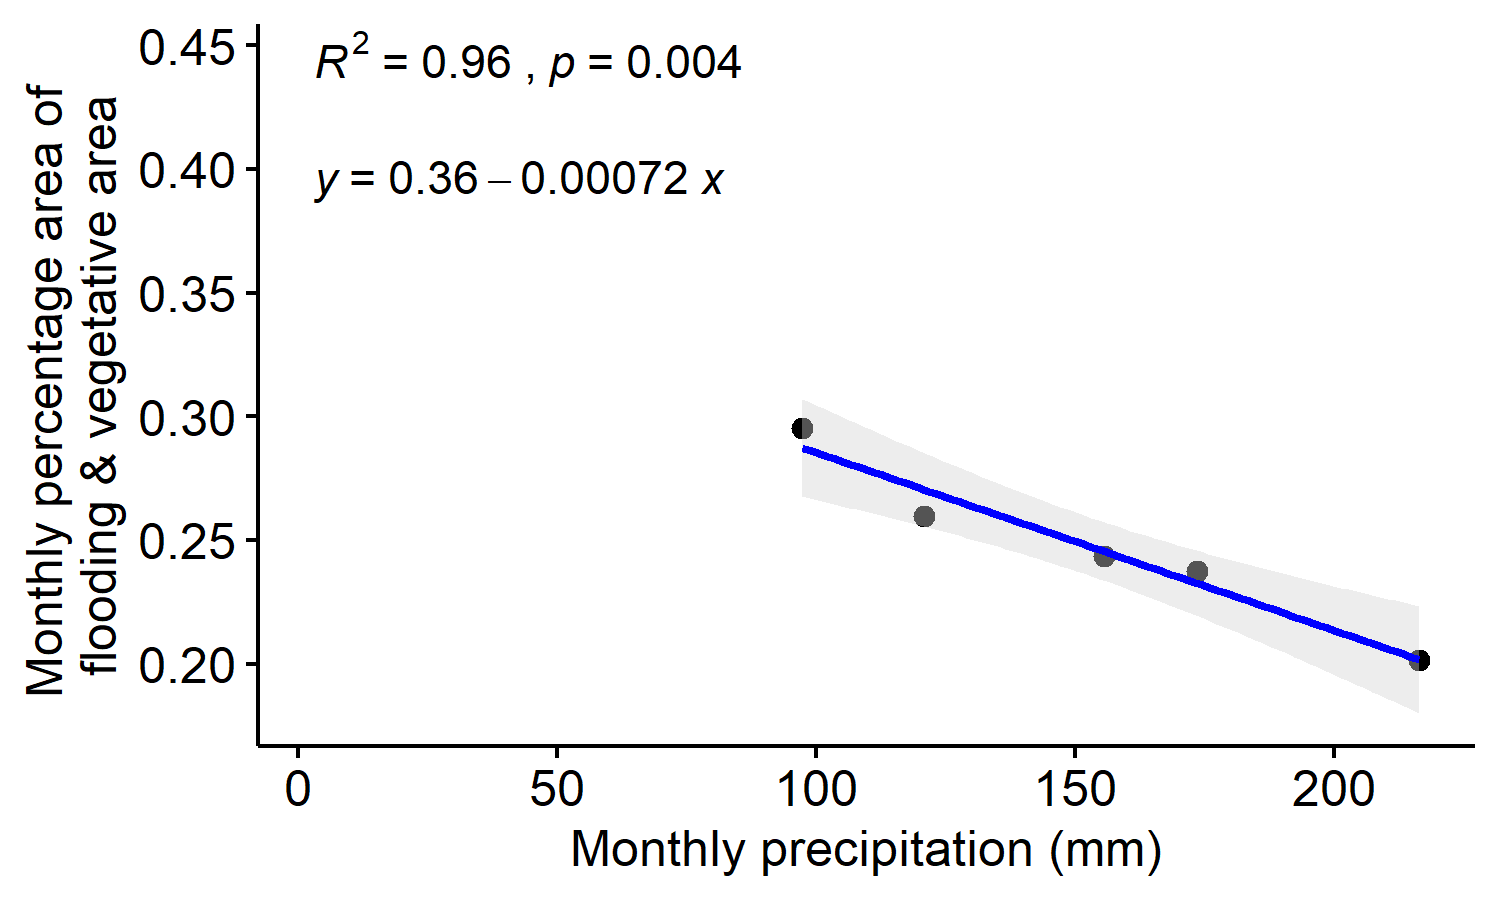 R² = 0.96 , p = 0.004
y = 0.36 – 0.00072 x
Monthly percentage area of
flooding & vegetative area
0.45
0.40
0.35
0.30
0.25
0.20
0
50
100
150
200
Monthly precipitation (mm)